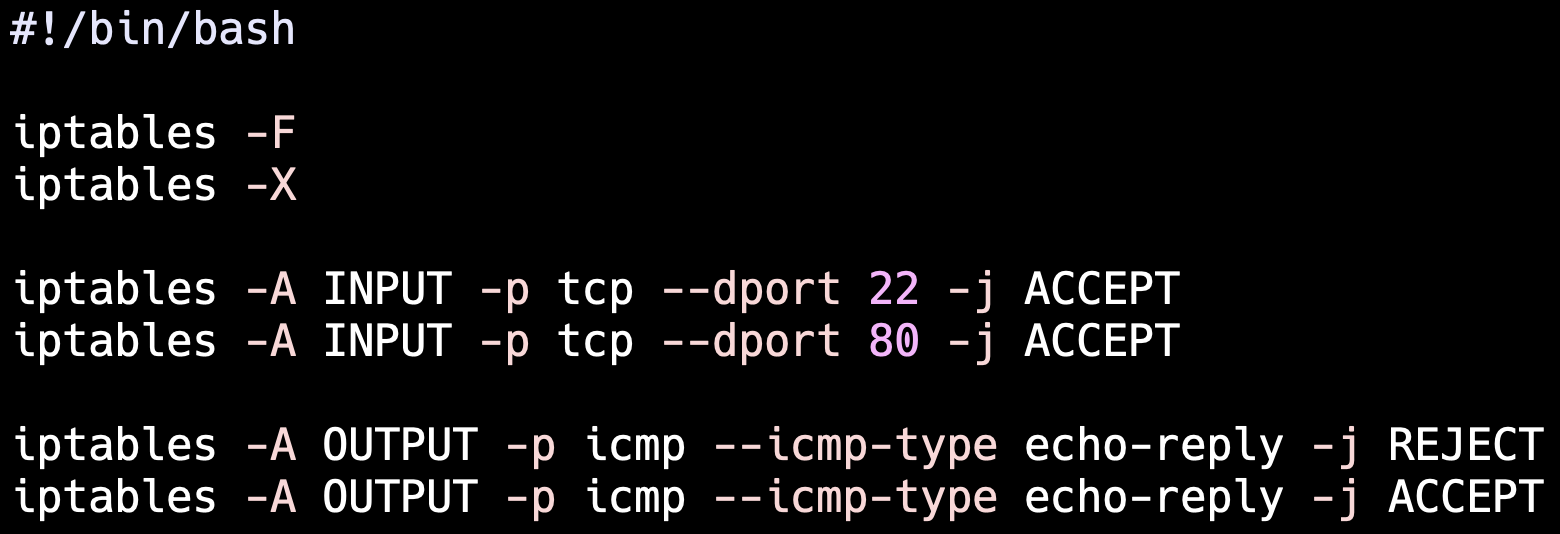 #!/bin/bash
iptables -F
iptables -X
iptables -A INPUT -p tcp --dport 22 -j ACCEPT
iptables -A INPUT -p tcp --dport 80 -j ACCEPT
iptables -A OUTPUT -p icmp --icmp-type echo-reply -j REJECT
iptables -A OUTPUT -p icmp --icmp-type echo-reply -j ACCEPT